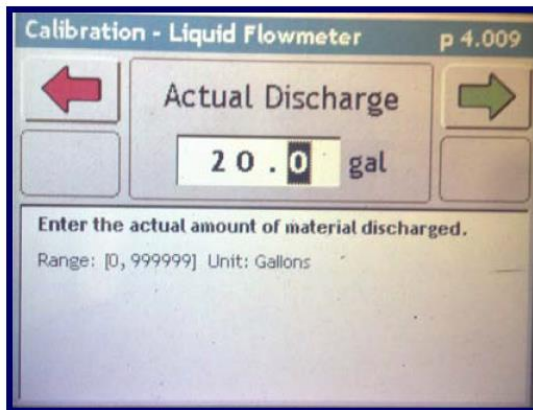 Calibration - Liquid Flowmeter p 4.009
Actual Discharge
20.0 gal
Enter the actual amount of material discharged.
Range: [0, 999999] Unit: Gallons